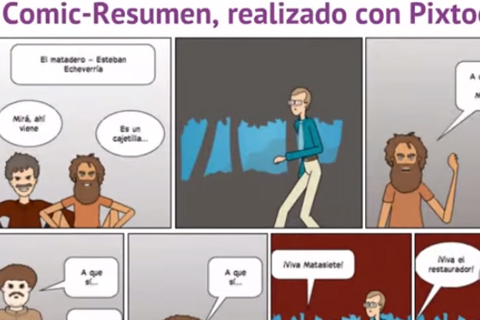 Comic-Resumen, realizado con Pixto
El matadero - Esteban
Echeverría
Mirá, ahí
viene
Es un
cajetilla...
A
A que
sí...
A que
sí...
¡Viva Matasiete!
¡Viva el
restaurador!